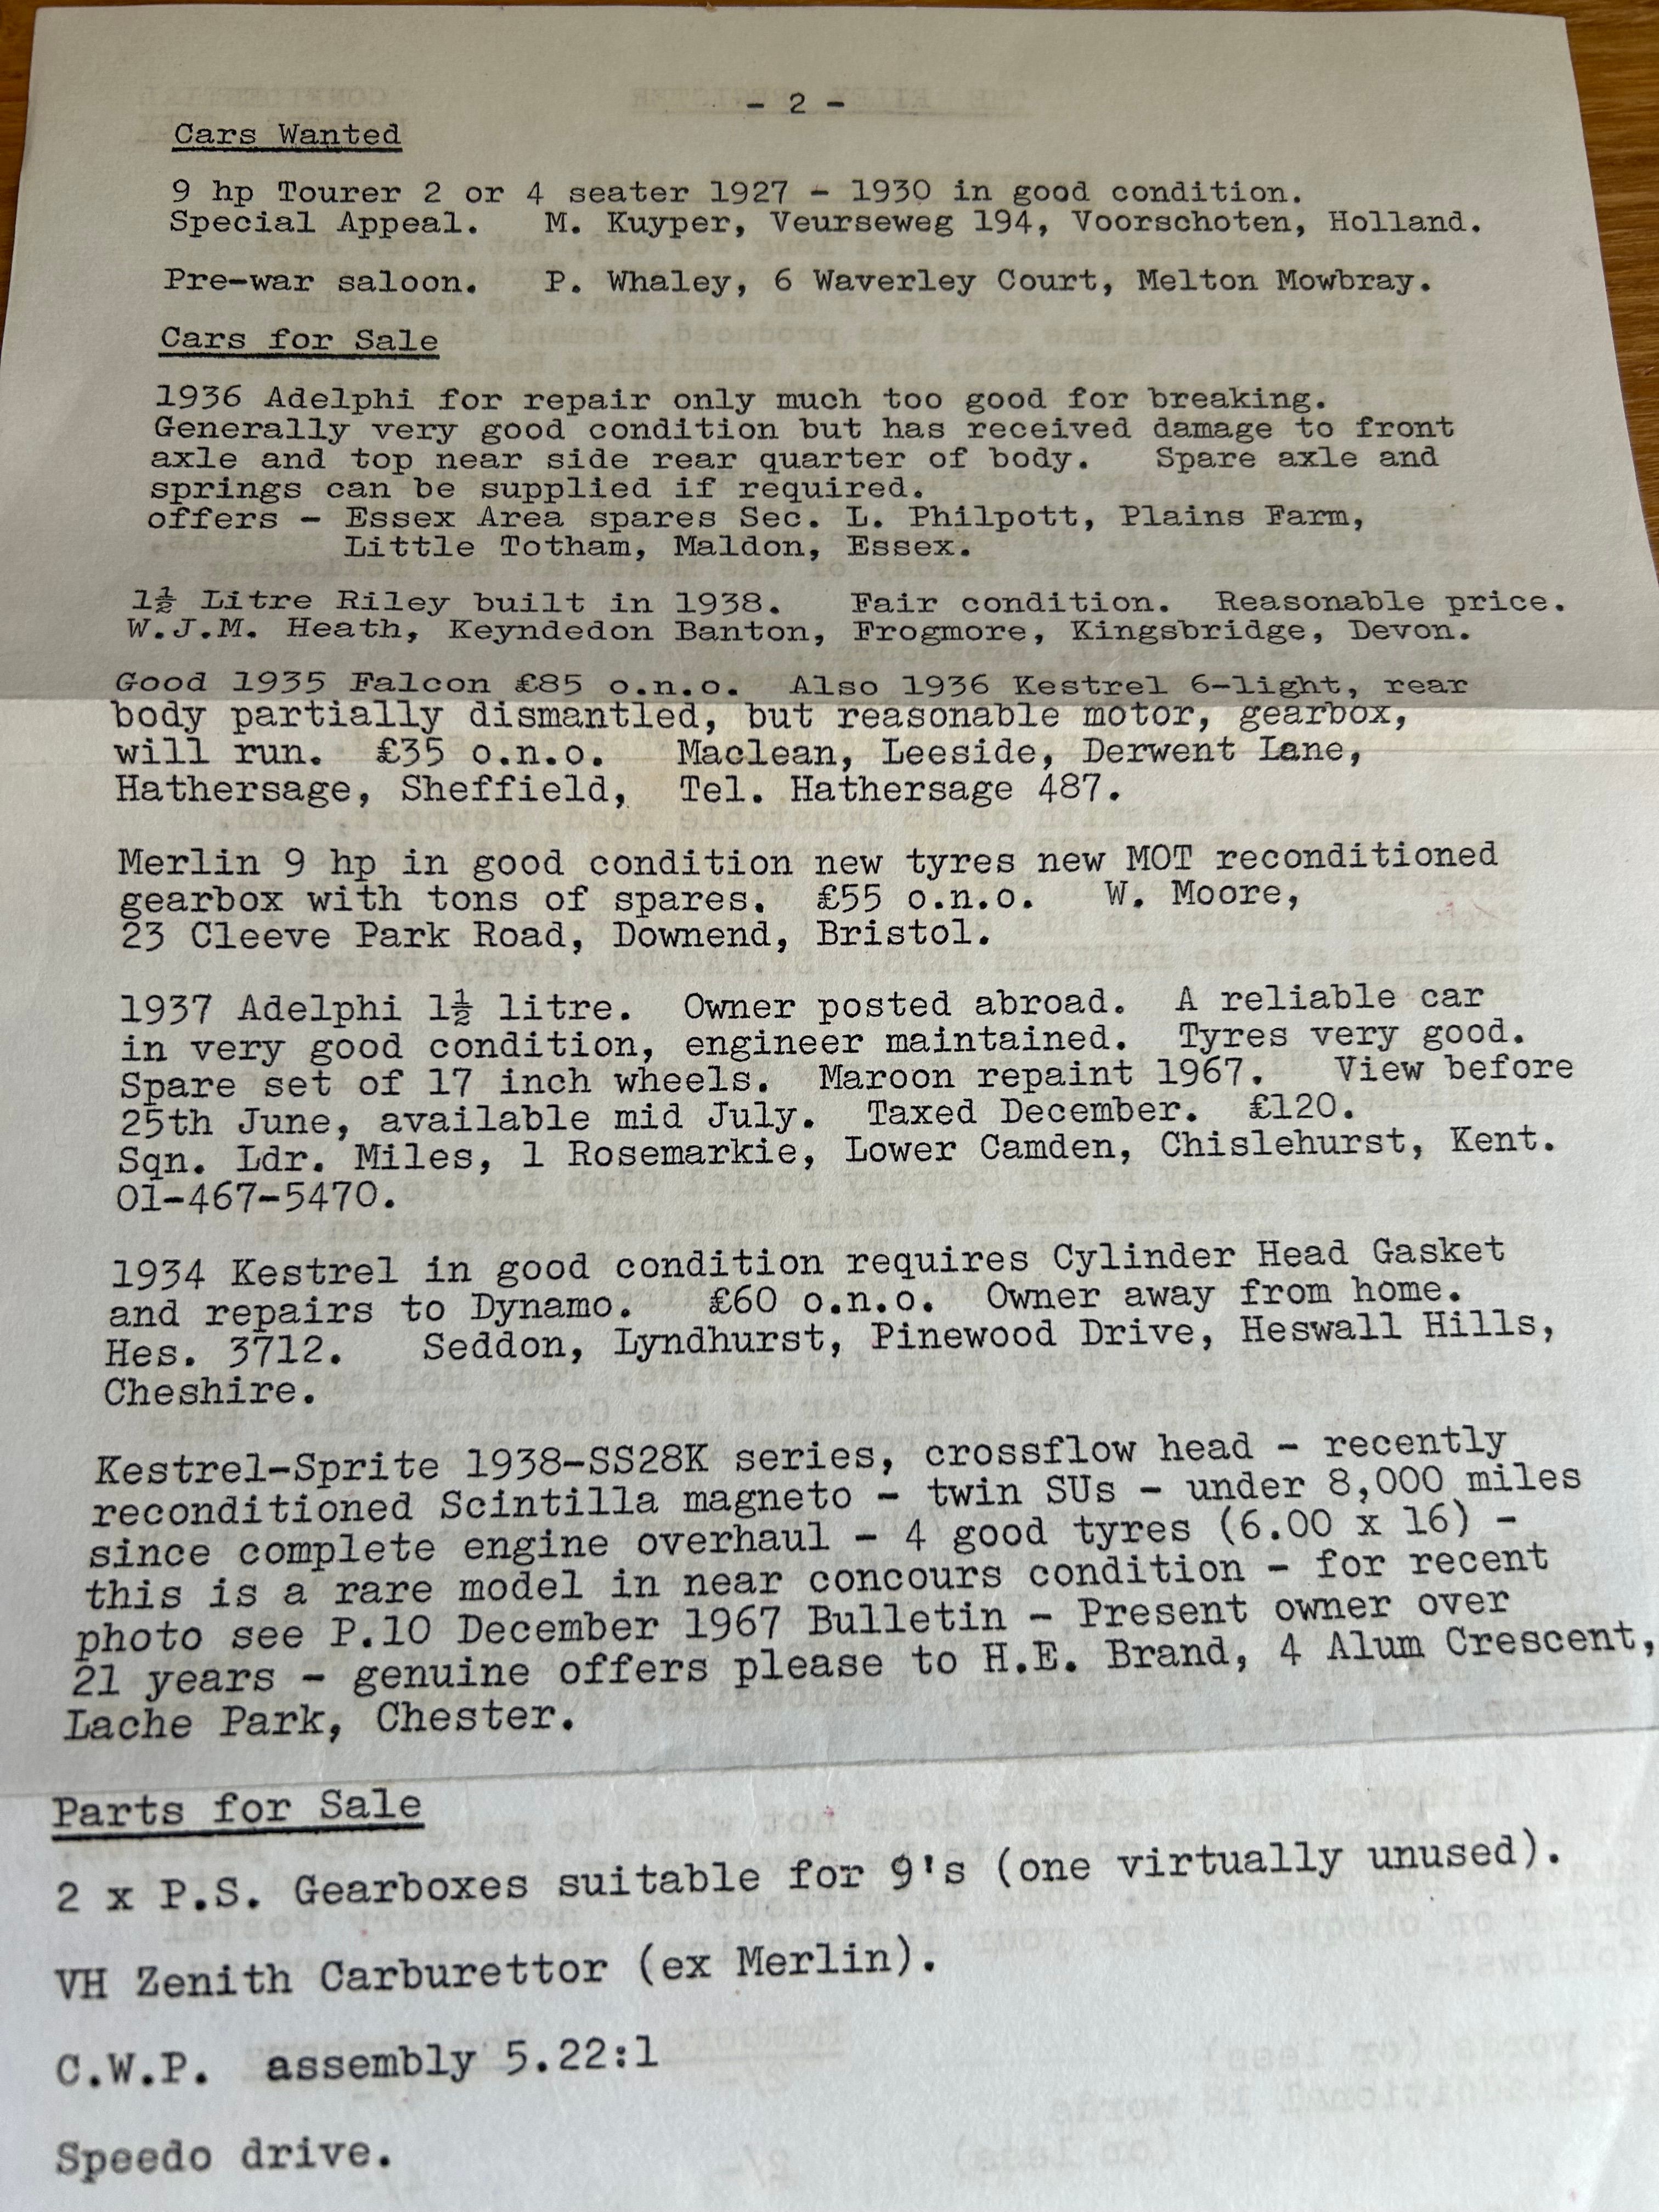 - 2 -
Cars Wanted
9 hp Tourer 2 or 4 seater 1927 - 1930 in good condition.
Special Appeal. M. Kuyper, Veurseweg 194, Voorschoten, Holland.
Pre-war saloon. P. Whaley, 6 Waverley Court, Melton Mowbray.
Cars for Sale
1936 Adelphi for repair only much too good for breaking.
Generally very good condition but has received damage to front
axle and top near side rear quarter of body. Spare axle and
springs can be supplied if required.
offers - Essex Area spares Sec. L. Philpott, Plains Farm,
Little Totham, Maldon, Essex.
1½ Litre Riley built in 1938. Fair condition. Reasonable price.
W.J.M. Heath, Keyndedon Banton, Frogmore, Kingsbridge, Devon.
Good 1935 Falcon £85 o.n.o. Also 1936 Kestrel 6-light, rear
body partially dismantled, but reasonable motor, gearbox,
will run. £35 o.n.o. Maclean, Leeside, Derwent Lane,
Hathersage, Sheffield, Tel. Hathersage 487.
Merlin 9 hp in good condition new tyres new MOT reconditioned
gearbox with tons of spares. £55 o.n.o. W. Moore,
23 Cleeve Park Road, Downend, Bristol.
1937 Adelphi 1½ litre. Owner posted abroad. A reliable car
in very good condition, engineer maintained. Tyres very good.
Spare set of 17 inch wheels. Maroon repaint 1967. View before
25th June, available mid July. Taxed December. £120.
Sqn. Ldr. Miles, 1 Rosemarkie, Lower Camden, Chislehurst, Kent.
01-467-5470.
1934 Kestrel in good condition requires Cylinder Head Gasket
and repairs to Dynamo. £60 o.n.o. Owner away from home.
Hes. 3712. Seddon, Lyndhurst, Pinewood Drive, Heswall Hills,
Cheshire.
Kestrel-Sprite 1938-SS28K series, crossflow head - recently
reconditioned Scintilla magneto - twin SUs - under 8,000 miles
since complete engine overhaul - 4 good tyres (6.00 x 16) -
this is a rare model in near concours condition - for recent
photo see P.10 December 1967 Bulletin - Present owner over
21 years - genuine offers please to H.E. Brand, 4 Alum Crescent,
Lache Park, Chester.
Parts for Sale
2 x P.S. Gearboxes suitable for 9's (one virtually unused).
VH Zenith Carburettor (ex Merlin).
C.W.P. assembly 5.22:1
Speedo drive.